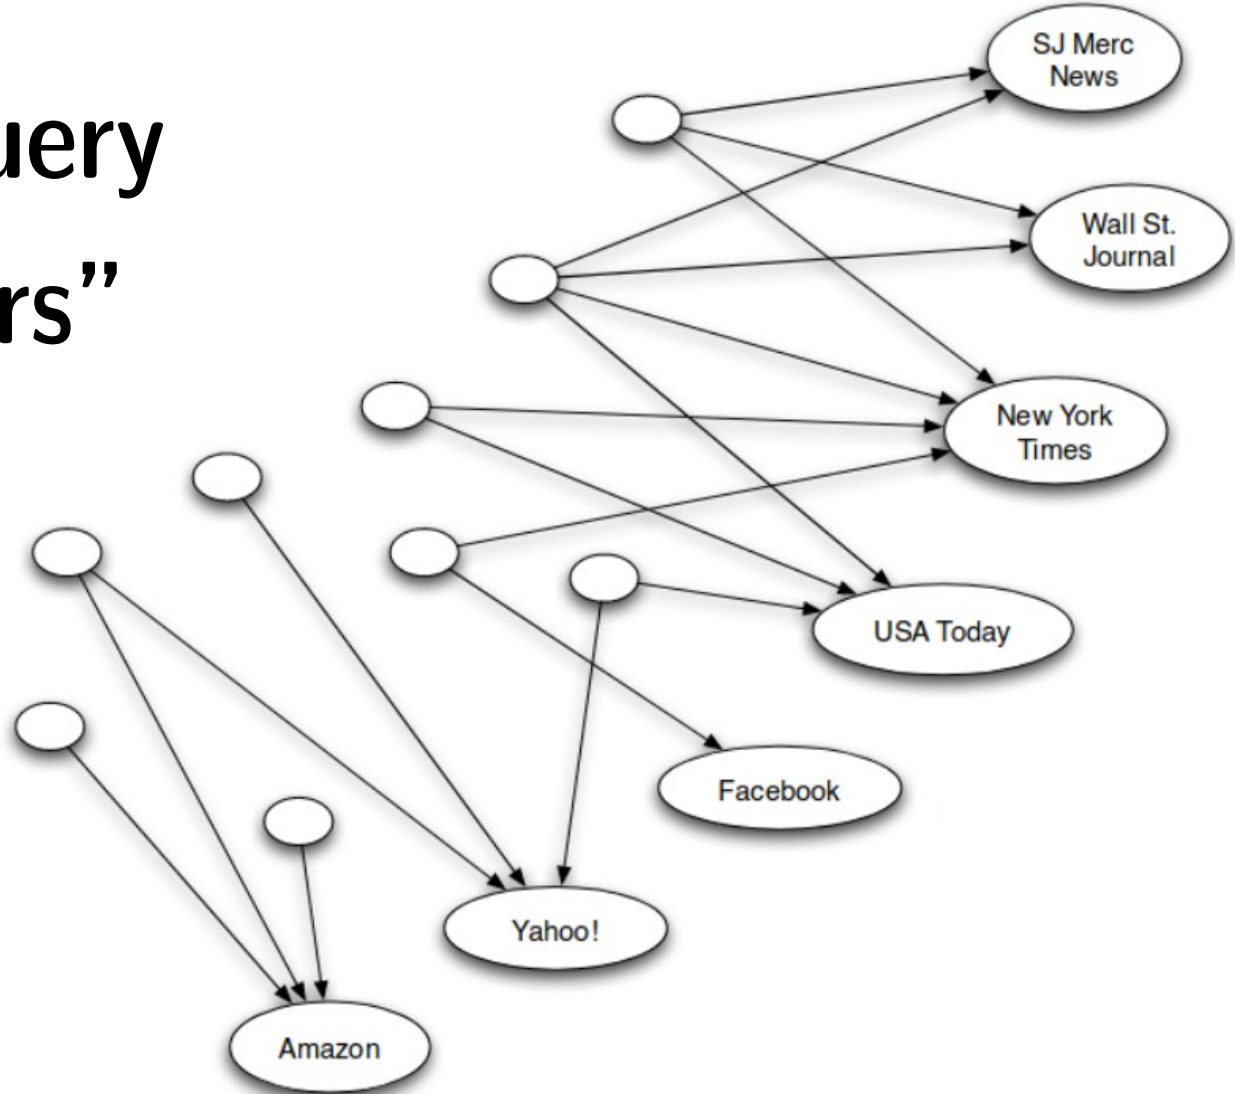 uery
rs”
SJ Merc
News
Wall St.
Journal
New York
Times
USA Today
Facebook
Yahoo!
Amazon